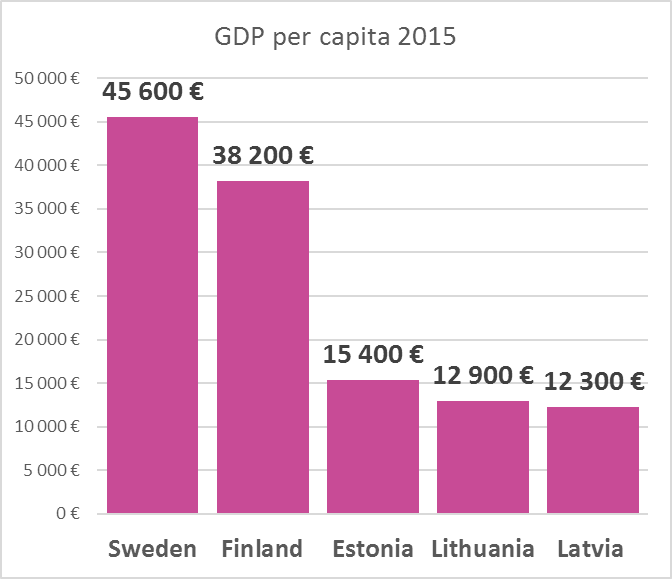 GDP per capita 2015
50 000 €
45 000 €
40 000 €
35 000 €
30 000 €
25 000 €
20 000 €
15 000 €
10 000 €
5 000 €
0 €
45 600 €
38 200 €
15 400 €
12 900 €
12 300 €
Sweden Finland Estonia Lithuania Latvia